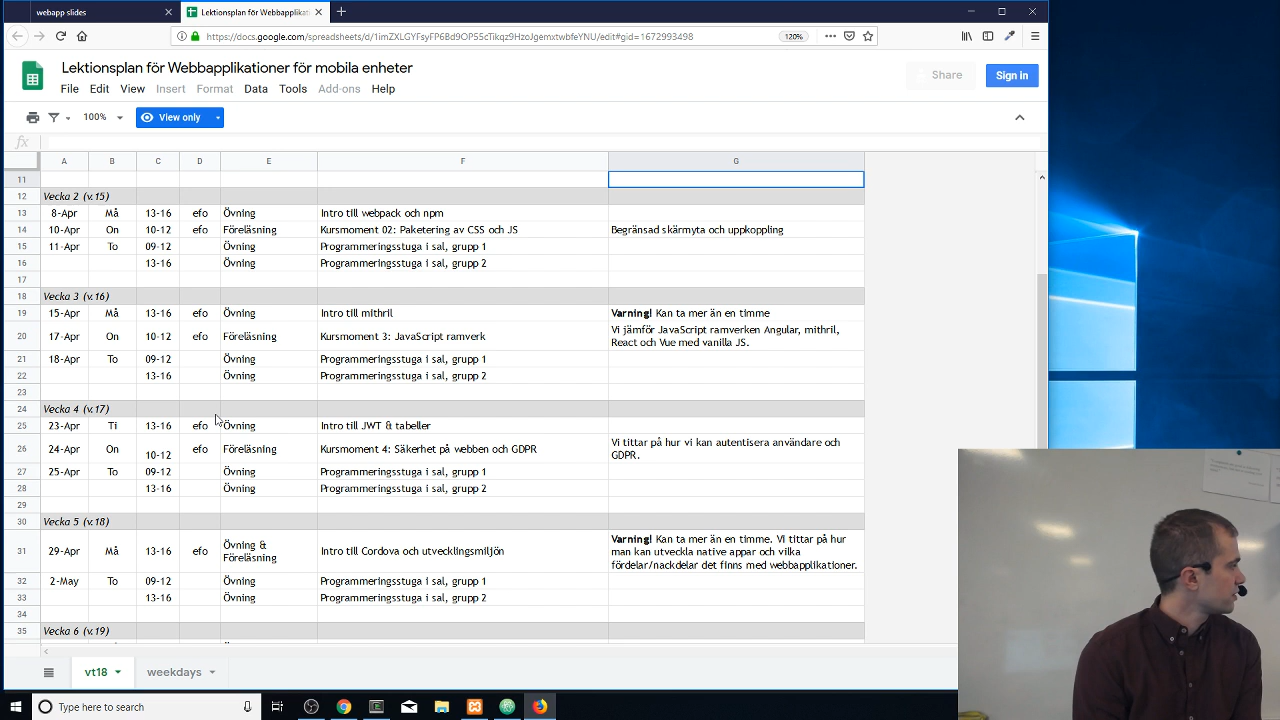 webapp slides
Lektionsplan för Webbapplikati
https://docs.google.com/spreadsheets/d/1imZXLGYFsyFP6Bd9OP55cTikqz9HzoJgemxtwbfeYNU/edit#gid=1672993498
120%
Lektionsplan för Webbapplikationer för mobila enheter
File Edit View Insert Format Data Tools Add-ons Help
Share
Sign in
100%
View only
fx
A B C D E F G
11
12 Vecka 2 (v.15)
13 8-Apr Må 13-16 efo Övning Intro till webpack och npm
14 10-Apr On 10-12 efo Föreläsning Kursmoment 02: Paketering av CSS och JS Begränsad skärmyta och uppkoppling
15 11-Apr To 09-12 Övning Programmeringsstuga i sal, grupp 1
16 13-16 Övning Programmeringsstuga i sal, grupp 2
17
18 Vecka 3 (v.16)
19 15-Apr Må 13-16 efo Övning Intro till mithril Varning! Kan ta mer än en timme
20 17-Apr On 10-12 efo Föreläsning Kursmoment 3: JavaScript ramverk Vi jämför JavaScript ramverken Angular, mithril,
React och Vue med vanilla JS.
21 18-Apr To 09-12 Övning Programmeringsstuga i sal, grupp 1
22 13-16 Övning Programmeringsstuga i sal, grupp 2
23
24 Vecka 4 (v.17)
25 23-Apr Ti 13-16 efo Övning Intro till JWT & tabeller
26 24-Apr On 10-12 efo Föreläsning Kursmoment 4: Säkerhet på webben och GDPR Vi tittar på hur vi kan autentisera användare och
GDPR.
27 25-Apr To 09-12 Övning Programmeringsstuga i sal, grupp 1
28 13-16 Övning Programmeringsstuga i sal, grupp 2
29
30 Vecka 5 (v.18)
31 29-Apr Må 13-16 efo Övning &
Föreläsning Intro till Cordova och utvecklingsmiljön Varning! Kan ta mer än en timme. Vi tittar på hur
man kan utveckla native appar och vilka
fördelar/nackdelar det finns med webbapplikationer.
32 2-May To 09-12 Övning Programmeringsstuga i sal, grupp 1
33 13-16 Övning Programmeringsstuga i sal, grupp 2
34
35 Vecka 6 (v.19)
vt18
weekdays
Type here to search